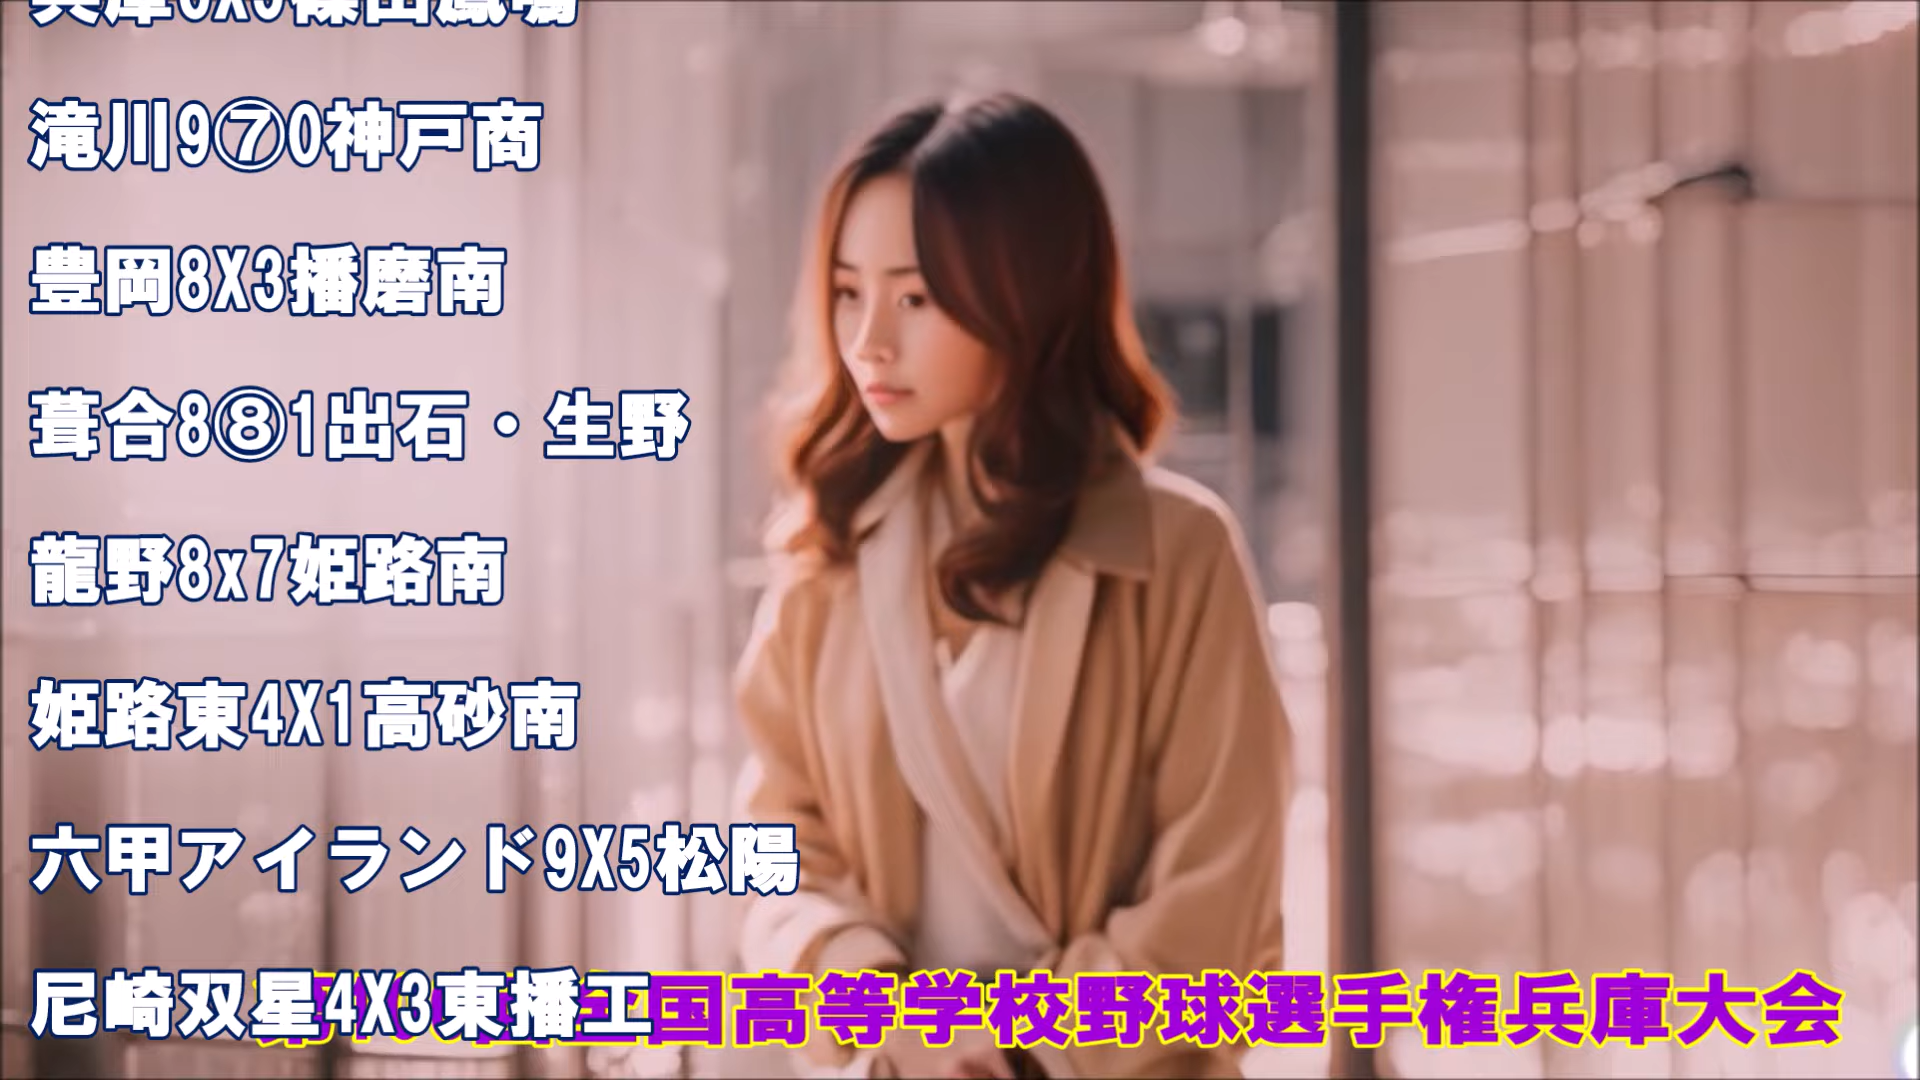 滝川9⑦0神戸商
豊岡8X3播磨南
葺合8⑧1出石・生野
龍野8x7姫路南
姫路東4X1高砂南
六甲アイランド9X5松陽
尼崎双星4X3東播工
全国高等学校野球選手権兵庫大会